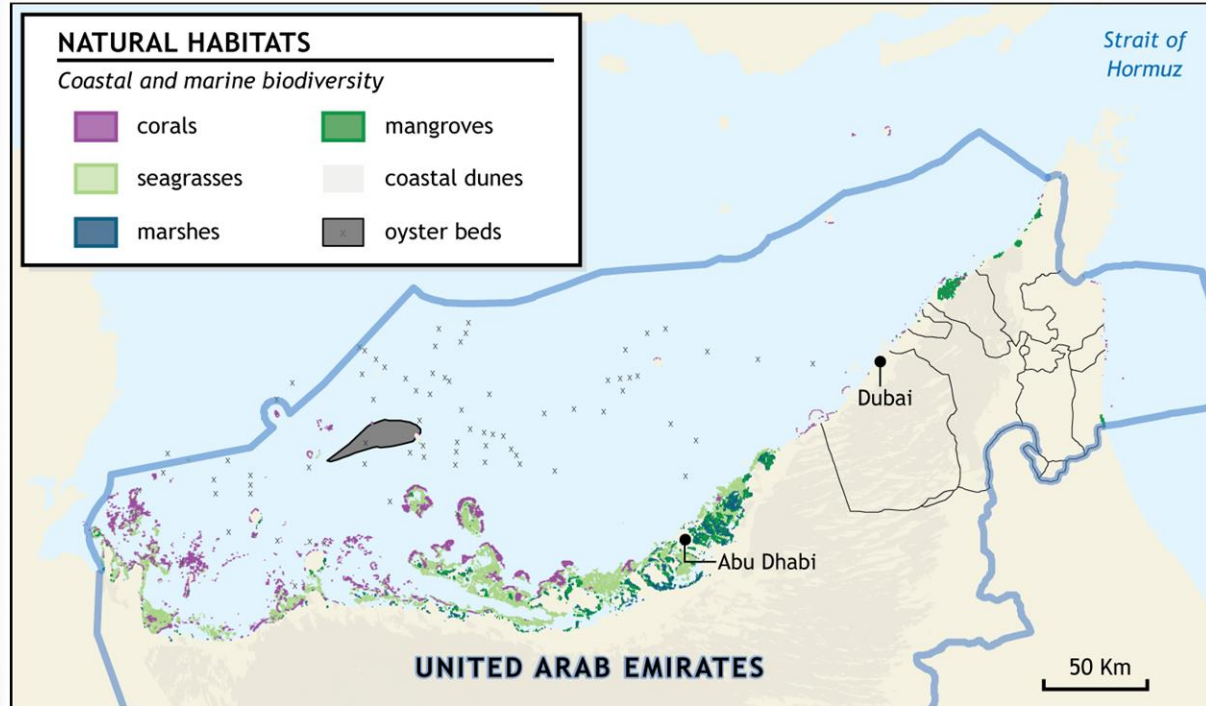 NATURAL HABITATS
Coastal and marine biodiversity
corals
mangroves
seagrasses
coastal dunes
marshes
x
oyster beds
Strait of
Hormuz
Dubai
Abu Dhabi
UNITED ARAB EMIRATES
50 Km